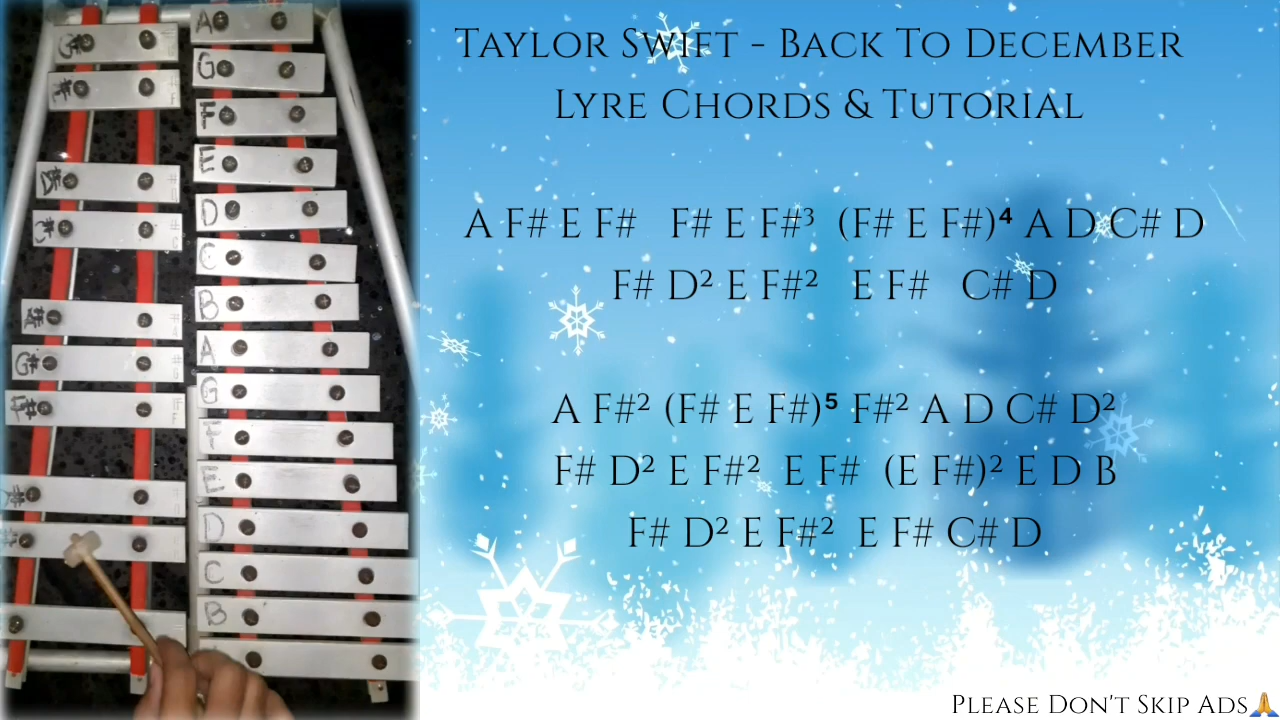 Taylor Swift - Back To December
Lyre Chords & Tutorial
A F# E F# F# E F#³ (F# E F#)⁴ A D C# D
F# D² E F#² E F# C# D
A F#² (F# E F#)⁵ F#² A D C# D²
F# D² E F#² E F# (E F#)² E D B
F# D² E F#² E F# C# D
Please Don't Skip Ads🙏
A
G
F
E
D
C
B
A
G
F
E
D
C
B
G#
G#